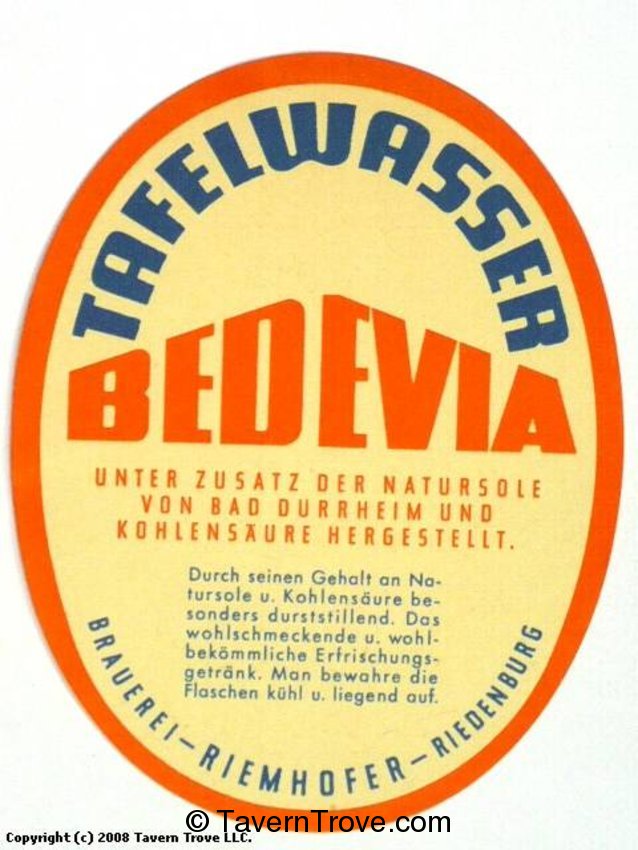 TAFELWASSER
BEDEVIA
UNTER ZUSATZ DER NATURSOLE
VON BAD DURRHEIM UND
KOHLENSÄURE HERGESTELLT.
Durch seinen Gehalt an Na-
tursole u. Kohlensäure be-
sonders durststillend. Das
wohlschmeckende u. wohl-
bekömmliche Erfrischungs-
getränk. Man bewahre die
Flaschen kühl u. liegend auf.
BRAUEREI-RIEMHOFER-RIEDENBURG
© TavernTrove.com
Copyright (c) 2008 Tavern Trove LLC.